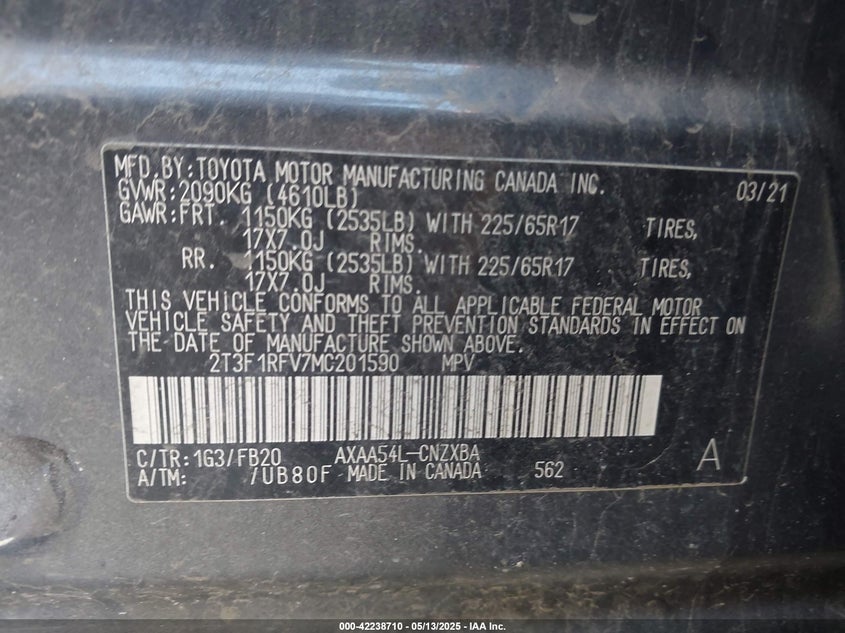 MFD.BY:TOYOTA MOTOR MANUFACTURING CANADA INC. 03/21
GVWR:2090KG (4610LB)
GAWR:FRT. 1150KG (2535LB) WITH 225/65R17 TIRES,
17X7.0J RIMS.
RR. 1150KG (2535LB) WITH 225/65R17 TIRES,
17X7.0J RIMS.
THIS VEHICLE CONFORMS TO ALL APPLICABLE FEDERAL MOTOR
VEHICLE SAFETY AND THEFT PREVENTION STANDARDS IN EFFECT ON
THE DATE OF MANUFACTURE SHOWN ABOVE.
2T3F1RFV7MC201590 MPV
C/TR:1G3/FB20 AXAA54L-CNZXBA A
A/TM: /UB80F MADE IN CANADA 562
000-42238710 - 05/13/2025 - IAA Inc.